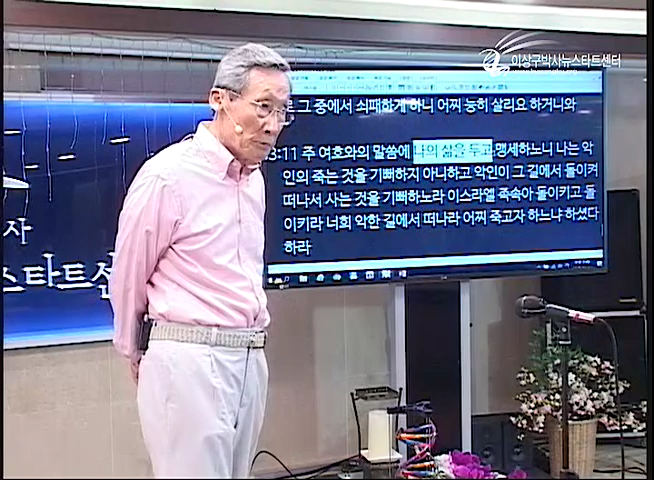 이상구박사뉴스타트센터
그 중에서 쇠패하게 하니 어찌 능히 살리요 하거니와
3:11 주 여호와의 말씀에 나의 삶을 두고 맹세하노니 나는 악
인의 죽는 것을 기뻐하지 아니하고 악인이 그 길에서 돌이켜
떠나서 사는 것을 기뻐하노라 이스라엘 족속아 돌이키고 돌
이키라 너희 악한 길에서 떠나라 어찌 죽고자 하느냐 하셨다
하라
자
스타트센